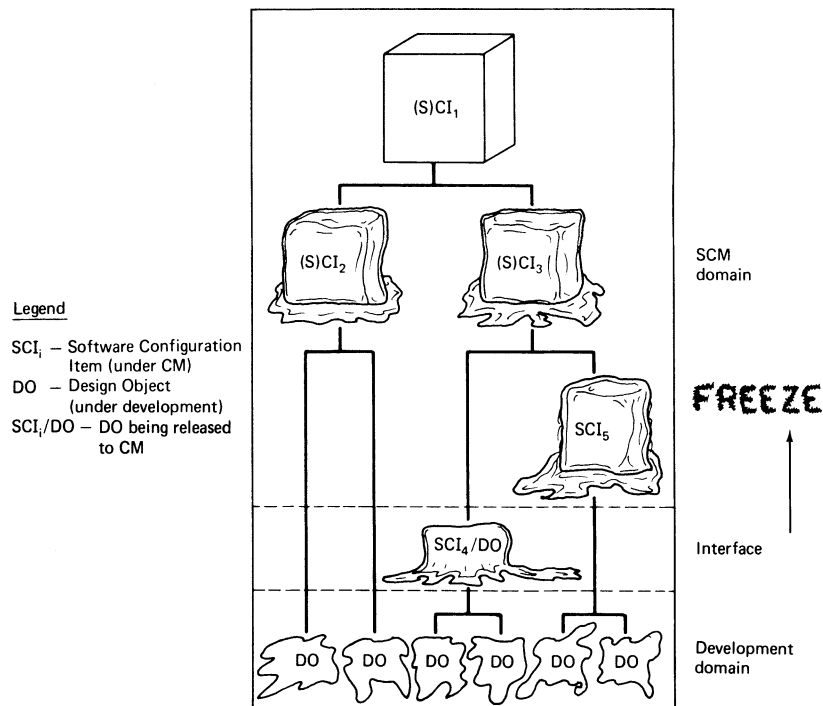 (S)CI₁
(S)CI₂
(S)CI₃
SCM
domain
Legend
SCIᵢ – Software Configuration
Item (under CM)
DO – Design Object
(under development)
SCIᵢ/DO – DO being released
to CM
FREEZE
SCI₅
SCI₄/DO
Interface
DO
DO
DO
DO
DO
DO
Development
domain